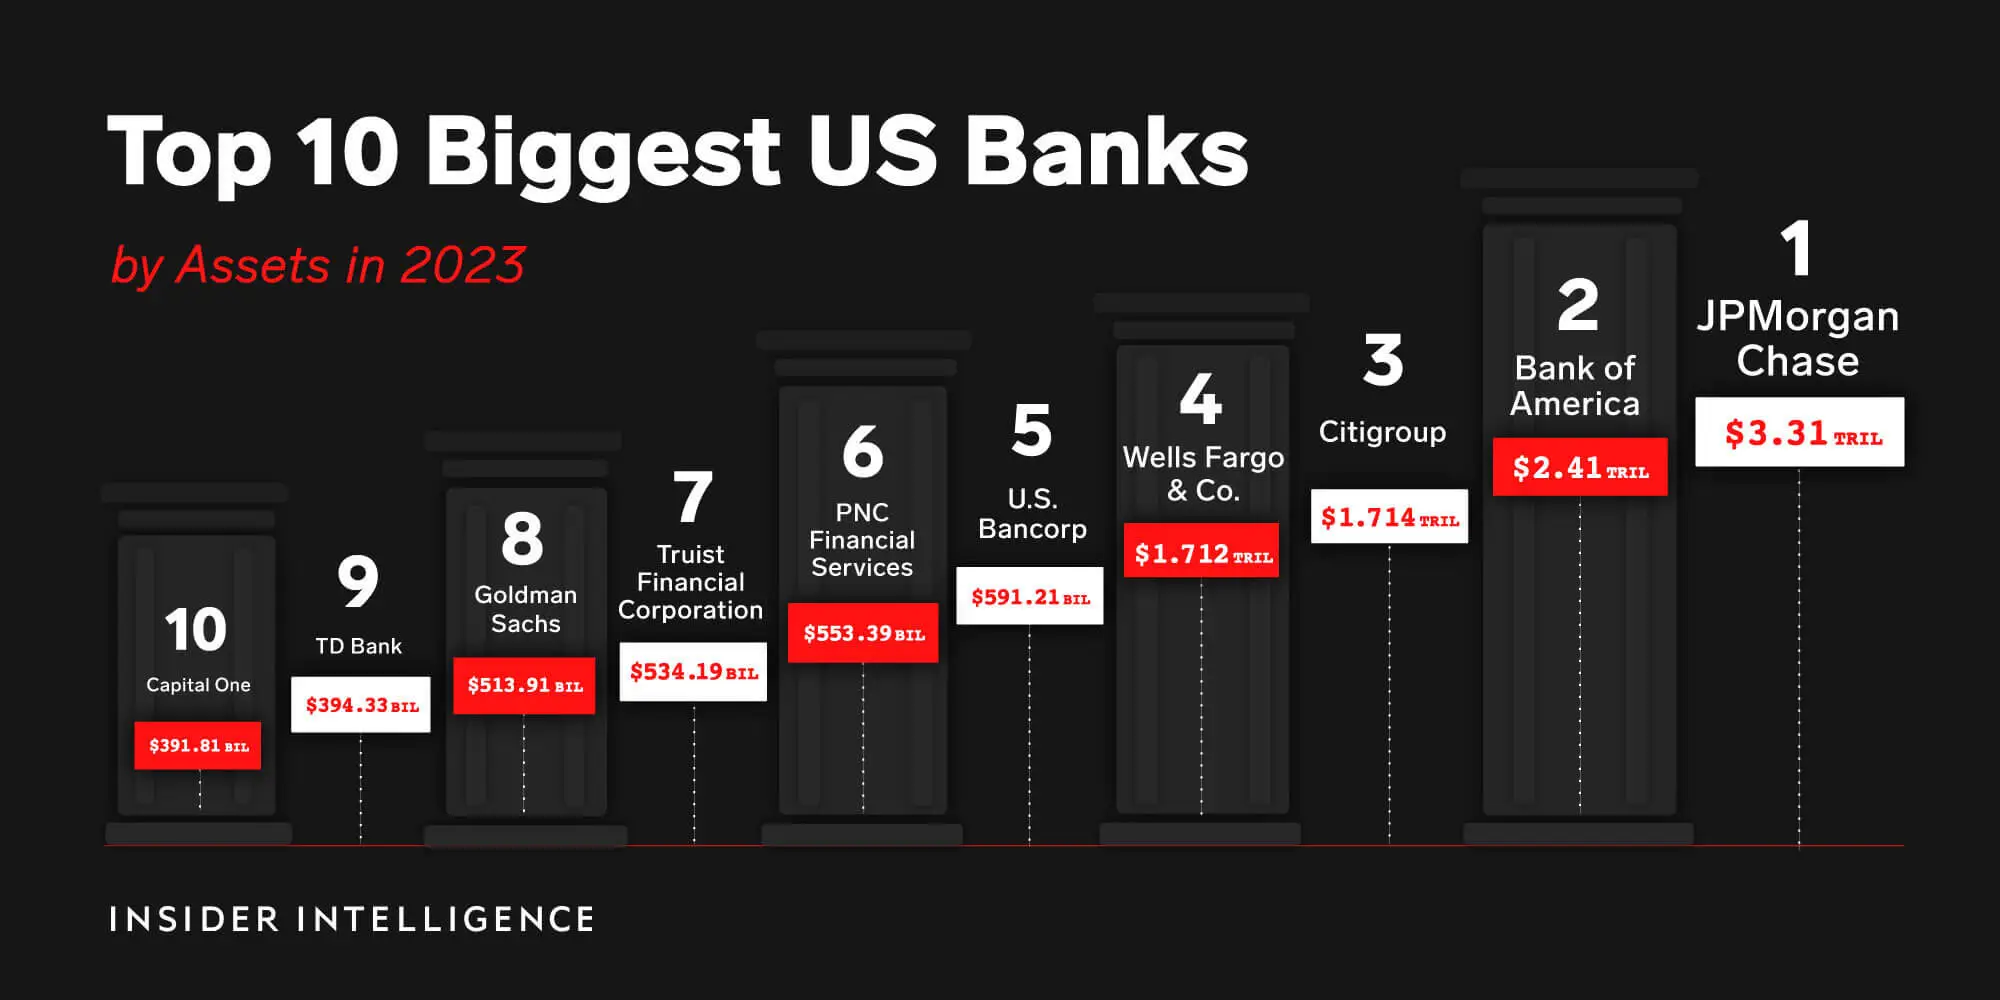 Top 10 Biggest US Banks
by Assets in 2023
10
Capital One
$391.81 BIL
9
TD Bank
$394.33 BIL
8
Goldman
Sachs
$513.91 BIL
7
Truist
Financial
Corporation
$534.19 BIL
6
PNC
Financial
Services
$553.39 BIL
5
U.S.
Bancorp
$591.21 BIL
4
Wells Fargo
& Co.
$1.712 TRIL
3
Citigroup
$1.714 TRIL
2
Bank of
America
$2.41 TRIL
1
JPMorgan
Chase
$3.31 TRIL
INSIDER INTELLIGENCE